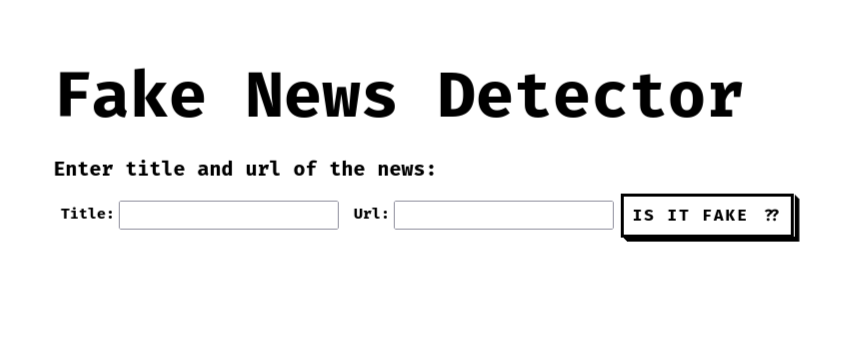 Fake News Detector
Enter title and url of the news:
Title: Url: IS IT FAKE ??